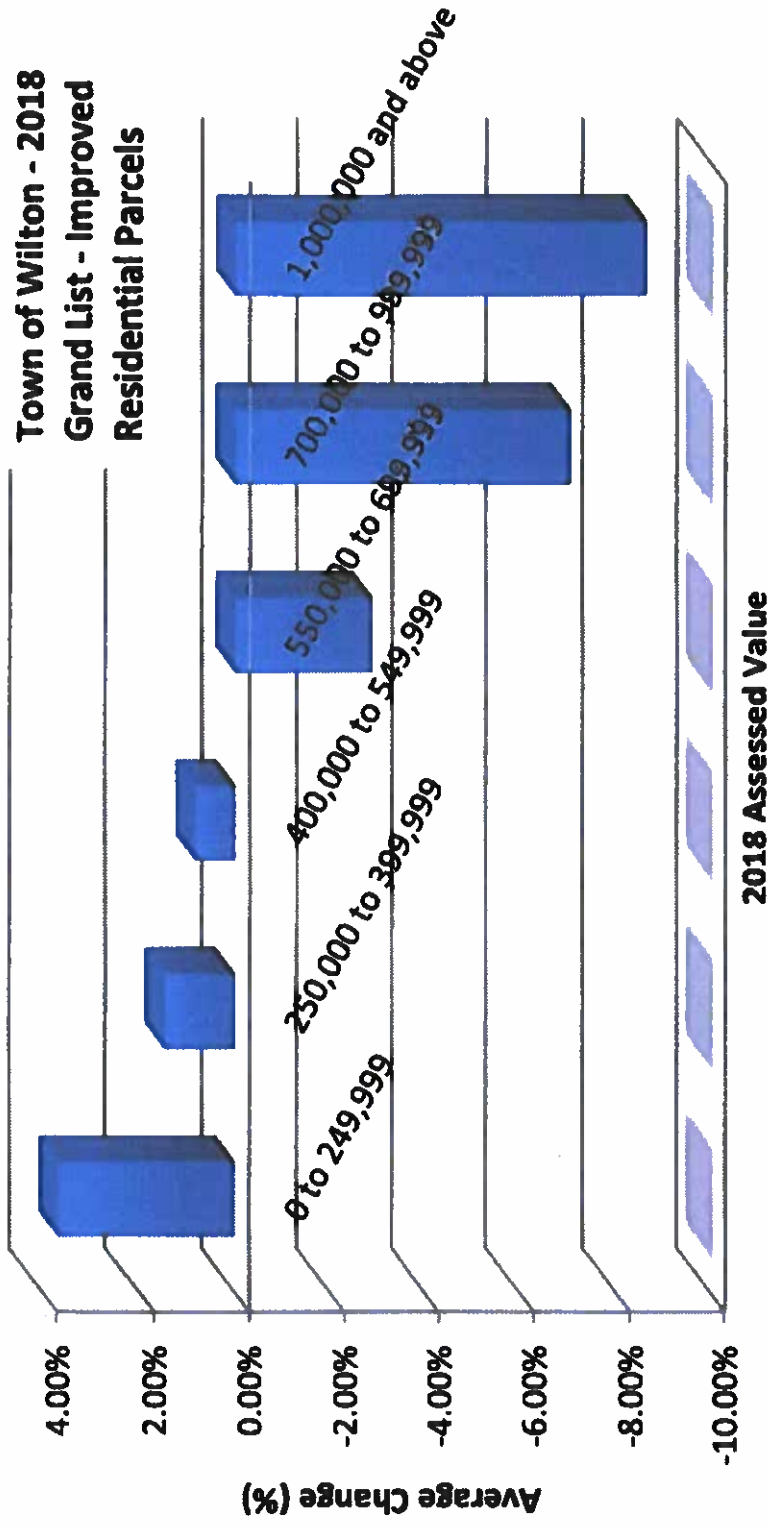 Town of Wilton - 2018
Grand List - Improved
Residential Parcels
Average Change (%)
4.00%
2.00%
0.00%
-2.00%
-4.00%
-6.00%
-8.00%
-10.00%
0 to 249,999
250,000 to 399,999
400,000 to 549,999
550,000 to 699,999
700,000 to 999,999
1,000,000 and above
2018 Assessed Value